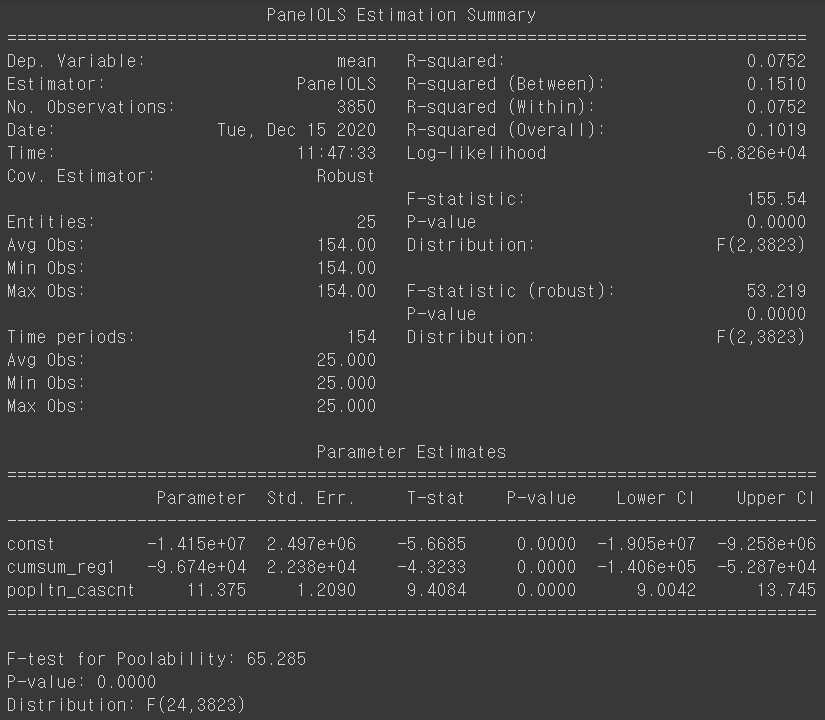 PanelOLS Estimation Summary
================================================================================
Dep. Variable: mean R-squared: 0.0752
Estimator: PanelOLS R-squared (Between): 0.1510
No. Observations: 3850 R-squared (Within): 0.0752
Date: Tue, Dec 15 2020 R-squared (Overall): 0.1019
Time: 11:47:33 Log-likelihood -6.826e+04
Cov. Estimator: Robust
F-statistic: 155.54
Entities: 25 P-value 0.0000
Avg Obs: 154.00 Distribution: F(2,3823)
Min Obs: 154.00
Max Obs: 154.00 F-statistic (robust): 53.219
P-value 0.0000
Time periods: 154 Distribution: F(2,3823)
Avg Obs: 25.000
Min Obs: 25.000
Max Obs: 25.000
Parameter Estimates
=================================================================================
Parameter Std. Err. T-stat P-value Lower CI Upper CI
---------------------------------------------------------------------------------
const -1.415e+07 2.497e+06 -5.6685 0.0000 -1.905e+07 -9.258e+06
cumsum_reg1 -9.674e+04 2.238e+04 -4.3233 0.0000 -1.406e+05 -5.287e+04
popltn_cascnt 11.375 1.2090 9.4084 0.0000 9.0042 13.745
=================================================================================
F-test for Poolability: 65.285
P-value: 0.0000
Distribution: F(24,3823)